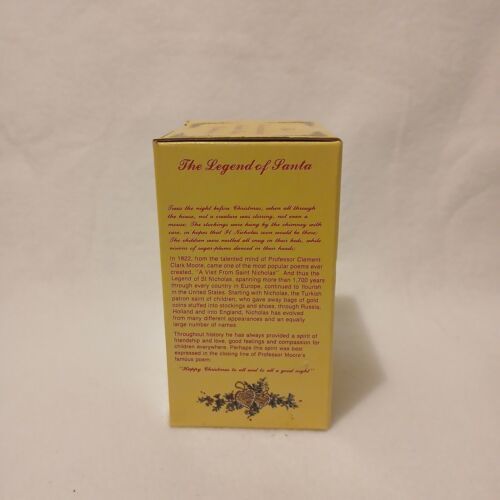 The Legend of Santa
Twas the night before Christmas, when all through
the house, not a creature was stirring, not even a
mouse. The stockings were hung by the chimney with
care, in hopes that St Nicholas soon would be there;
The children were nestled all snug in their beds, while
visions of sugar-plums danced in their heads;
In 1822, from the talented mind of Professor Clement
Clark Moore, came one of the most popular poems ever
created, "A Visit From Saint Nicholas". And thus the
Legend of St Nicholas, spanning more than 1,700 years
through every country in Europe, continued to flourish
in the United States. Starting with Nicholas, the Turkish
patron saint of children, who gave away bags of gold
coins stuffed into stockings and shoes, through Russia,
Holland and into England, Nicholas has evolved
from many different appearances and an equally
large number of names.
Throughout history he has always provided a spirit of
friendship and love, good feelings and compassion for
children everywhere. Perhaps this spirit was best
expressed in the closing line of Professor Moore's
famous poem:
"Happy Christmas to all and to all a good night"